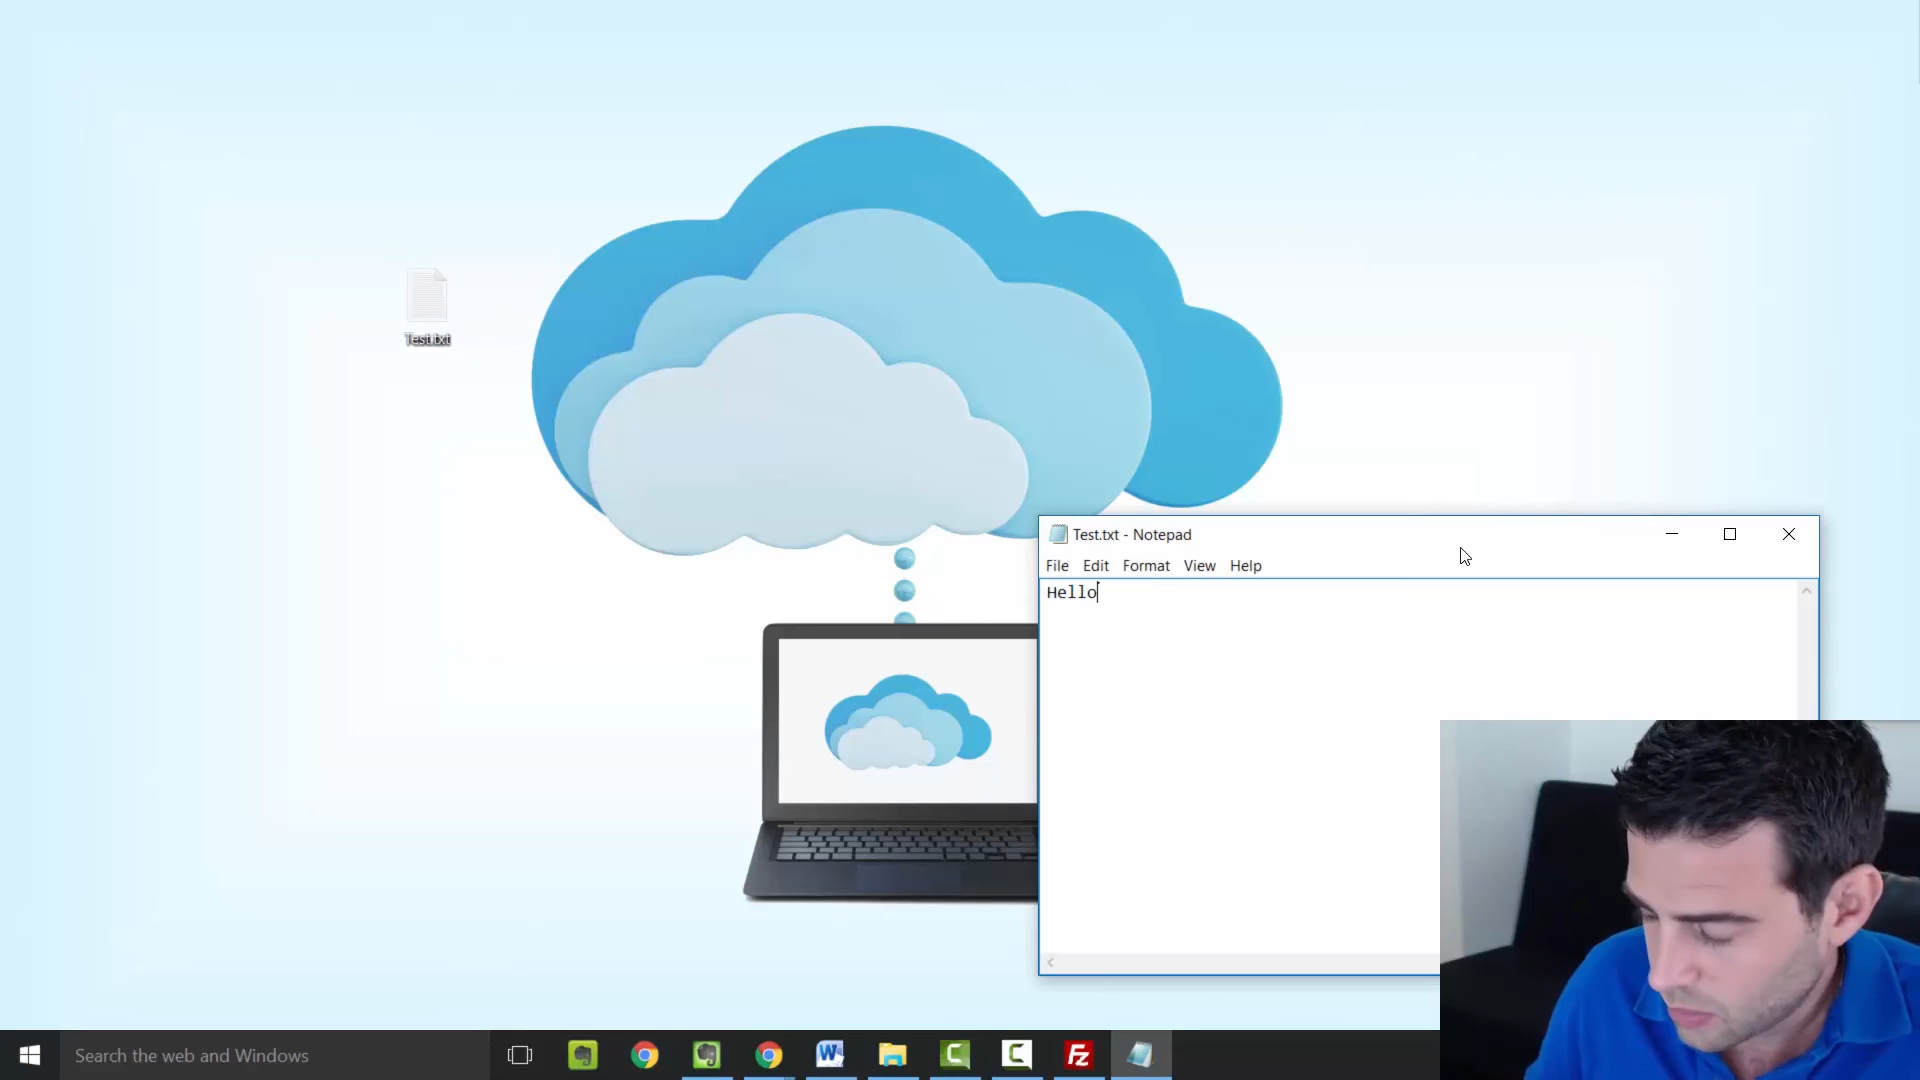 Test.txt
Test.txt - Notepad
File Edit Format View Help
Hello
Search the web and Windows